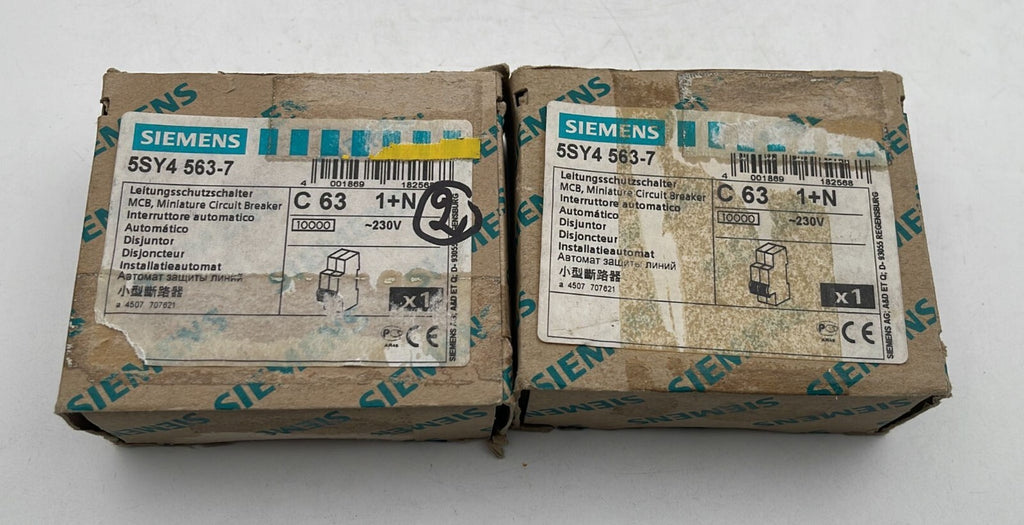 SIEMENS
5SY4 563-7
4 001869 182568
Leitungsschutzschalter
MCB, Miniature Circuit Breaker
Interruttore automatico
Automático
Disjuntor
Disjoncteur
Installatieautomat
Автомат защиты линий
小型斷路器
a 4507 707621
C 63 1+N
10000 ~230V
2
x1
CE
SIEMENS AG; A&D ET O; D- 93055 REGENSBURG
SIEMENS
5SY4 563-7
4 001869 182568
Leitungsschutzschalter
MCB, Miniature Circuit Breaker
Interruttore automatico
Automático
Disjuntor
Disjoncteur
Installatieautomat
Автомат защиты линий
小型斷路器
a 4507 707621
C 63 1+N
10000 ~230V
x1
CE
SIEMENS AG; A&D ET O; D- 93055 REGENSBURG
SIEMENS
SIEMENS
SIEMENS
SIEMENS